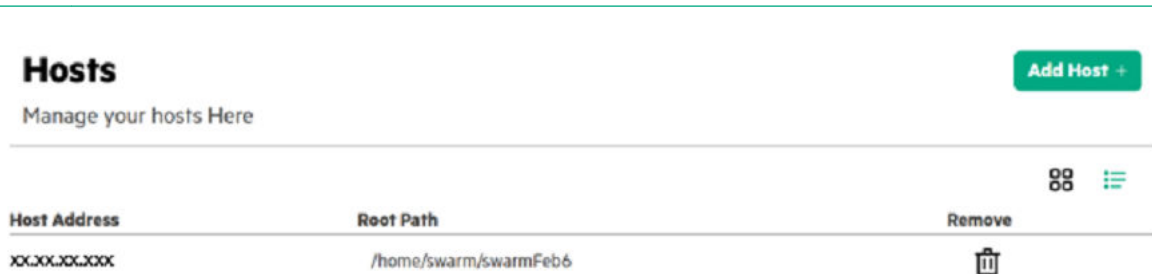 Hosts
Add Host +
Manage your hosts Here
Host Address Root Path Remove
XX.XX.XX.XXX /home/swarm/swarmFeb6